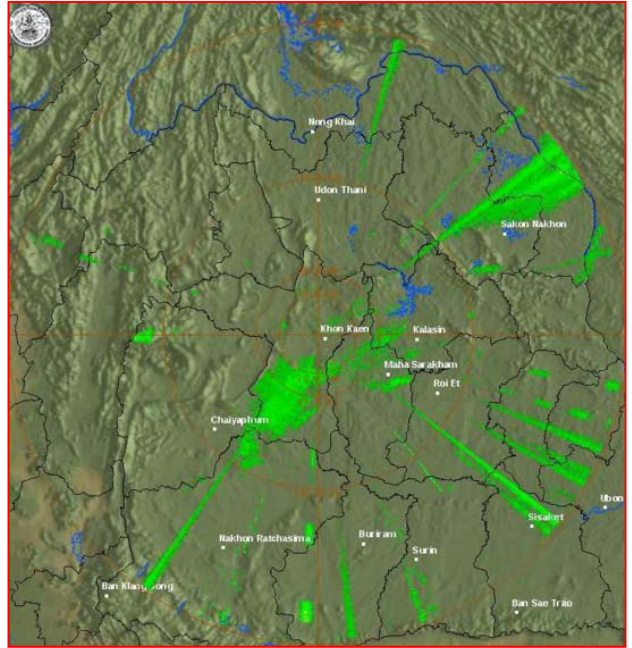 Nong Khai
Udon Thani
Sakon Nakhon
Khon Kaen
Kalasin
Maha Sarakham
Roi Et
Chaiyaphum
Ubon
Sisaket
Nakhon Ratchasima
Buriram
Surin
Ban Sae Trao